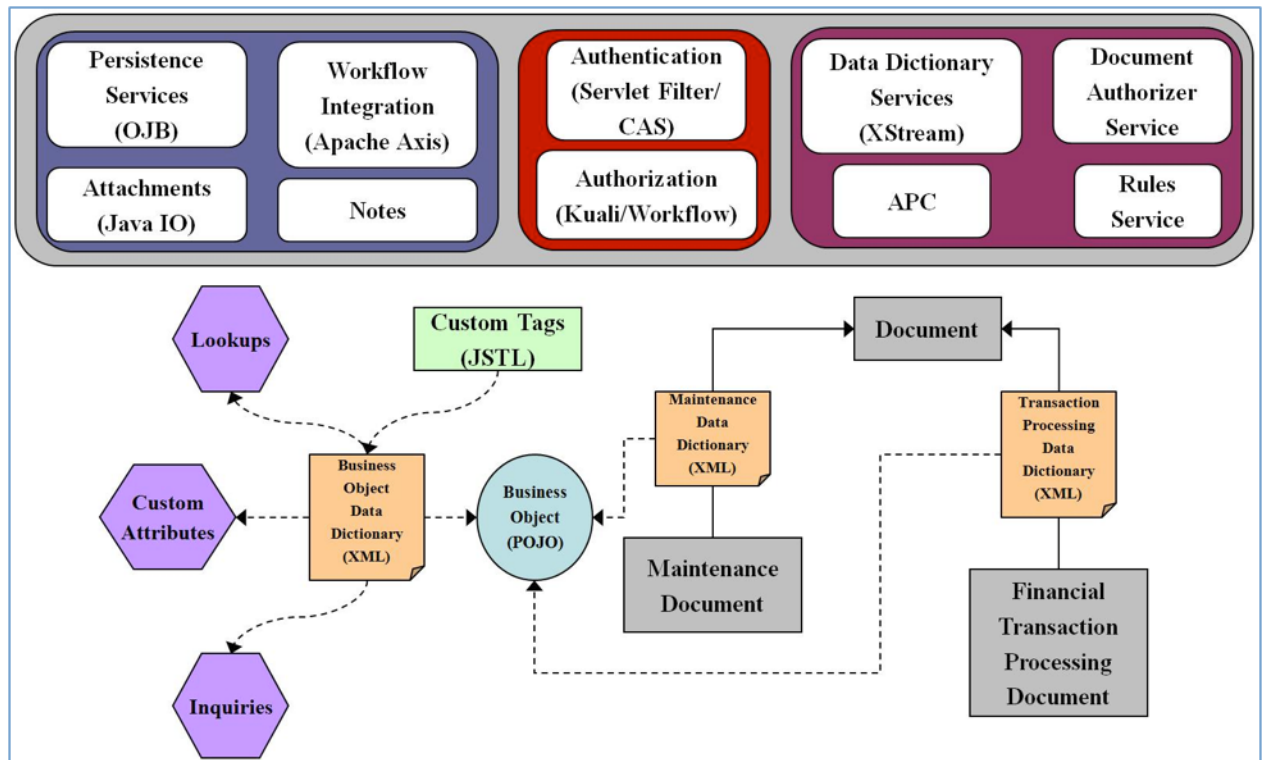 Persistence
Services
(OJB)
Workflow
Integration
(Apache Axis)
Attachments
(Java IO)
Notes
Authentication
(Servlet Filter/
CAS)
Authorization
(Kuali/Workflow)
Data Dictionary
Services
(XStream)
Document
Authorizer
Service
APC
Rules
Service
Lookups
Custom Tags
(JSTL)
Document
Maintenance
Data
Dictionary
(XML)
Transaction
Processing
Data
Dictionary
(XML)
Custom
Attributes
Business
Object
Data
Dictionary
(XML)
Business
Object
(POJO)
Maintenance
Document
Financial
Transaction
Processing
Document
Inquiries